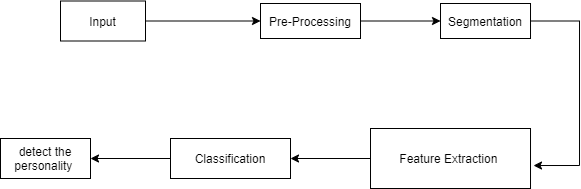 Input
Pre-Processing
Segmentation
Feature Extraction
Classification
detect the
personality